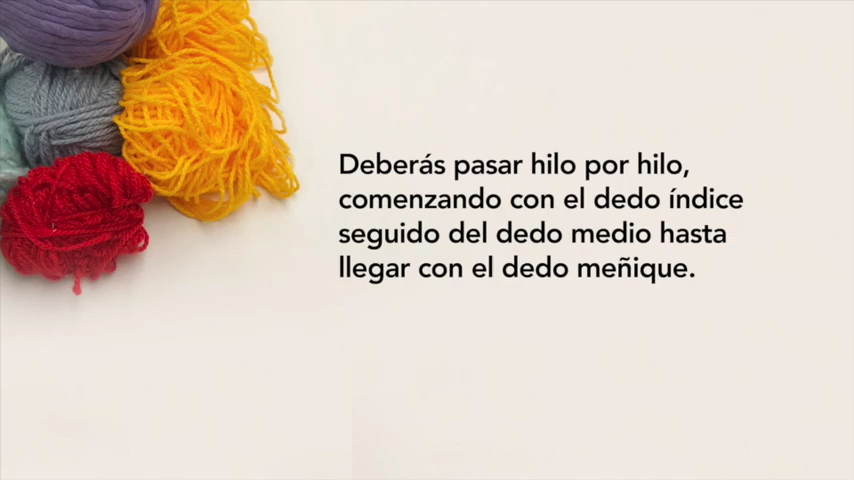 Deberás pasar hilo por hilo,
comenzando con el dedo índice
seguido del dedo medio hasta
llegar con el dedo meñique.